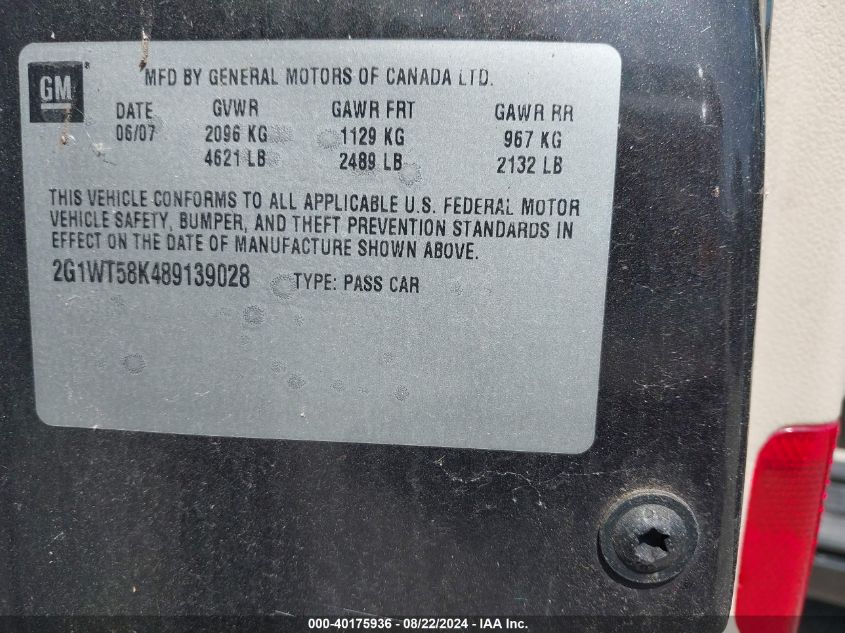 GM
MFD BY GENERAL MOTORS OF CANADA LTD.
DATE GVWR GAWR FRT GAWR RR
06/07 2096 KG 1129 KG 967 KG
4621 LB 2489 LB 2132 LB
THIS VEHICLE CONFORMS TO ALL APPLICABLE U.S. FEDERAL MOTOR
VEHICLE SAFETY, BUMPER, AND THEFT PREVENTION STANDARDS IN
EFFECT ON THE DATE OF MANUFACTURE SHOWN ABOVE.
2G1WT58K489139028 TYPE: PASS CAR
000-40175936 - 08/22/2024 - IAA Inc.